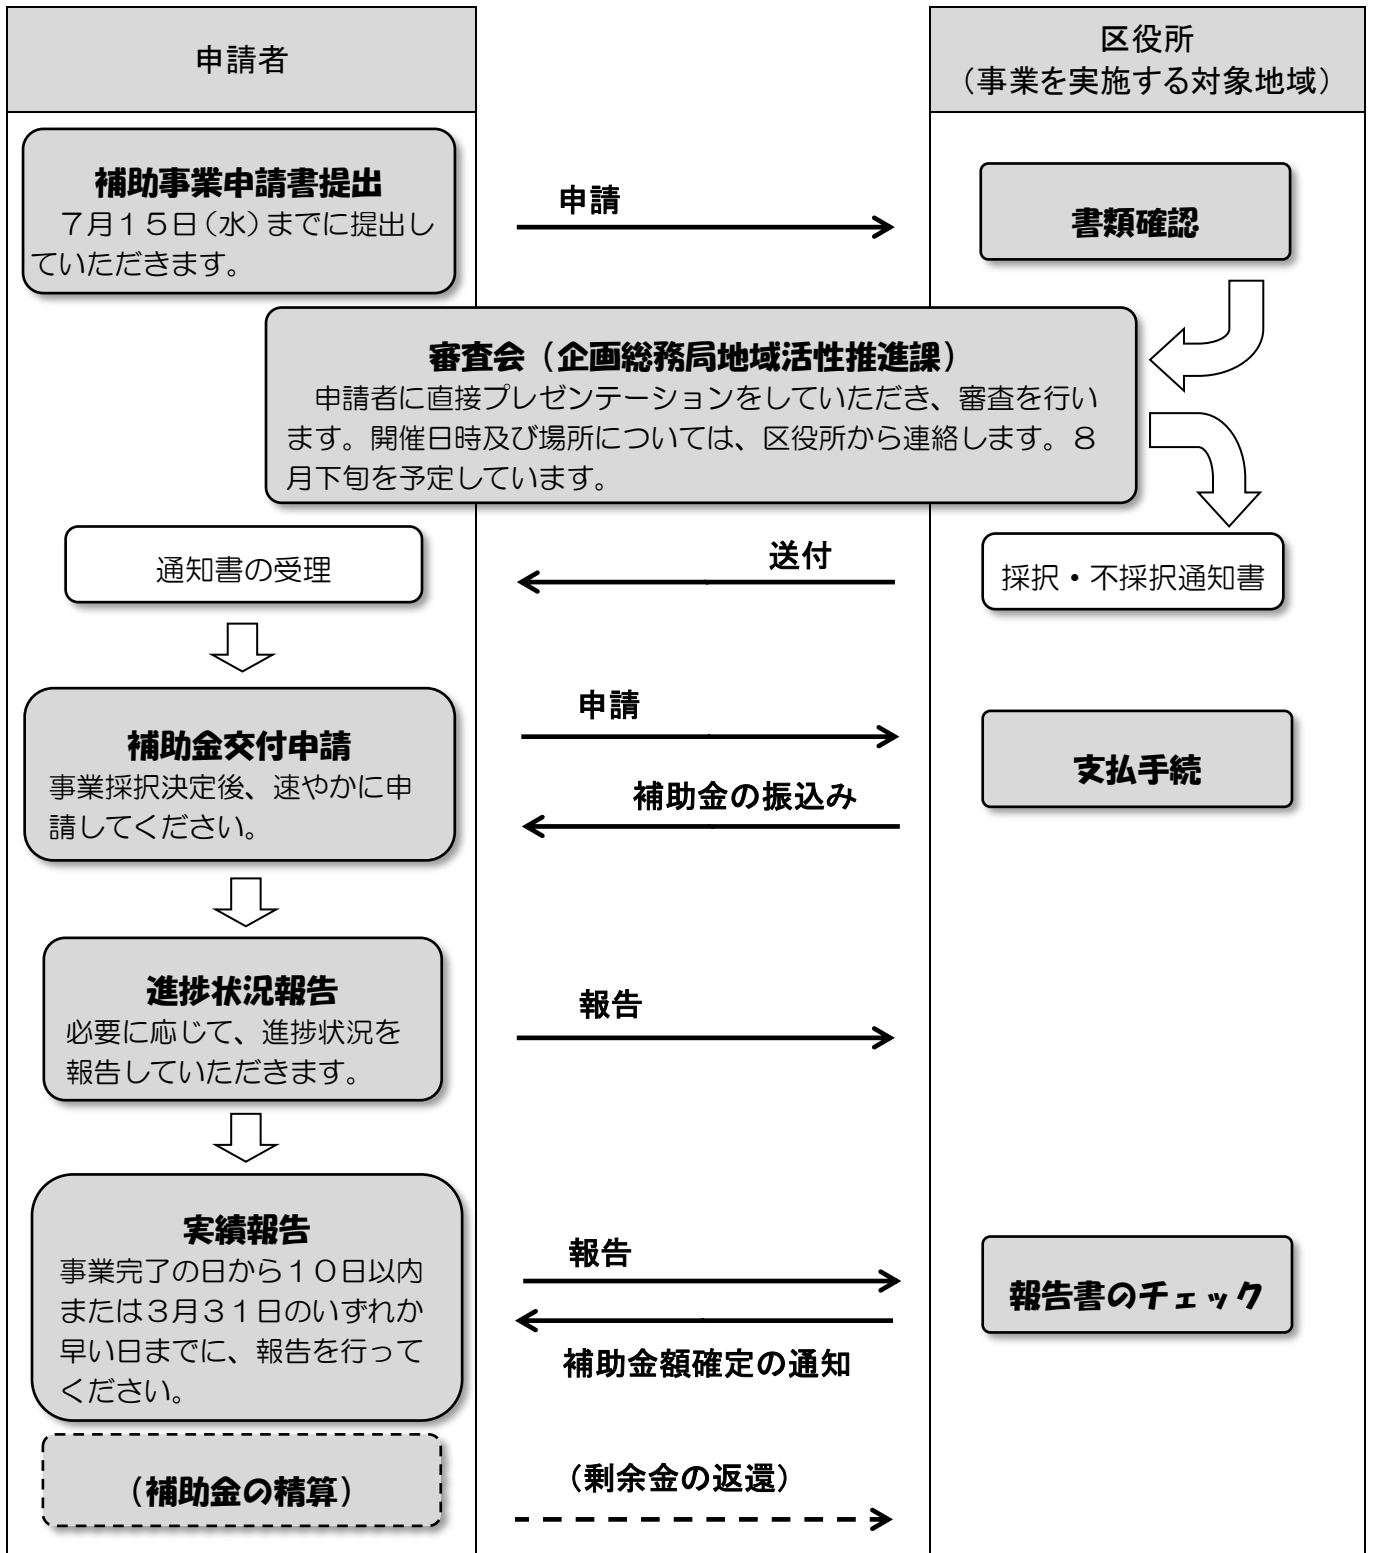 申請者
区役所
（事業を実施する対象地域）
補助事業申請書提出
７月１５日（水）までに提出し
ていただきます。
申請
書類確認
審査会（企画総務局地域活性推進課）
申請者に直接プレゼンテーションをしていただき、審査を行い
ます。開催日時及び場所については、区役所から連絡します。８
月下旬を予定しています。
通知書の受理
送付
採択・不採択通知書
補助金交付申請
事業採択決定後、速やかに申
請してください。
申請
補助金の振込み
支払手続
進捗状況報告
必要に応じて、進捗状況を
報告していただきます。
報告
実績報告
事業完了の日から１０日以内
または３月３１日のいずれか
早い日までに、報告を行って
ください。
報告
補助金額確定の通知
報告書のチェック
（補助金の精算）
（剰余金の返還）